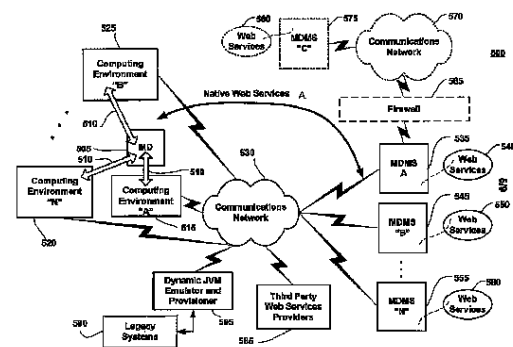 525
Computing
Environment
"B"
560
Web
Services
575
MDMS
"C"
570
Communications
Network
500
565
Firewall
Native Web Services
A
510
505
MD
510
510
Computing
Environment
"N"
520
Computing
Environment
"A"
515
530
Communications
Network
535
MDMS
A
540
Web
Services
545
MDMS
"B"
550
Web
Services
555
MDMS
"N"
Web
Services
Dynamic JVM
Emulator and
Provisioner
595
590
Legacy
Systems
Third Party
Web Services
Providers
585